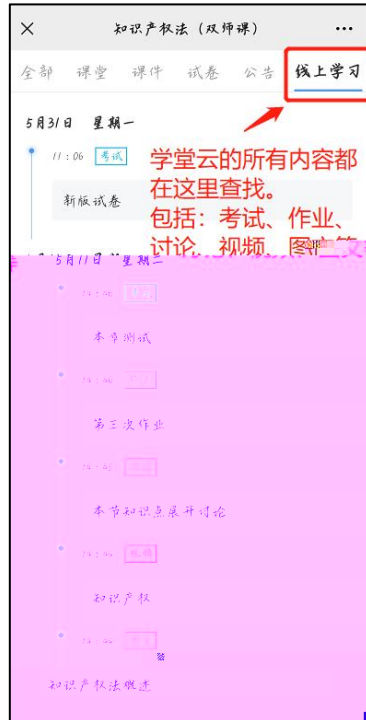 知识产权法（双师课）
全部 课堂 课件 试卷 公告 线上学习
5月31日 星期一
11:06 考试
新版试卷
学堂云的所有内容都
在这里查找。
包括：考试、作业、
讨论、视频、图文等
5月11日 星期二
本节测试
第三次作业
本节知识点展开讨论
视频
知识产权
知识产权法概述